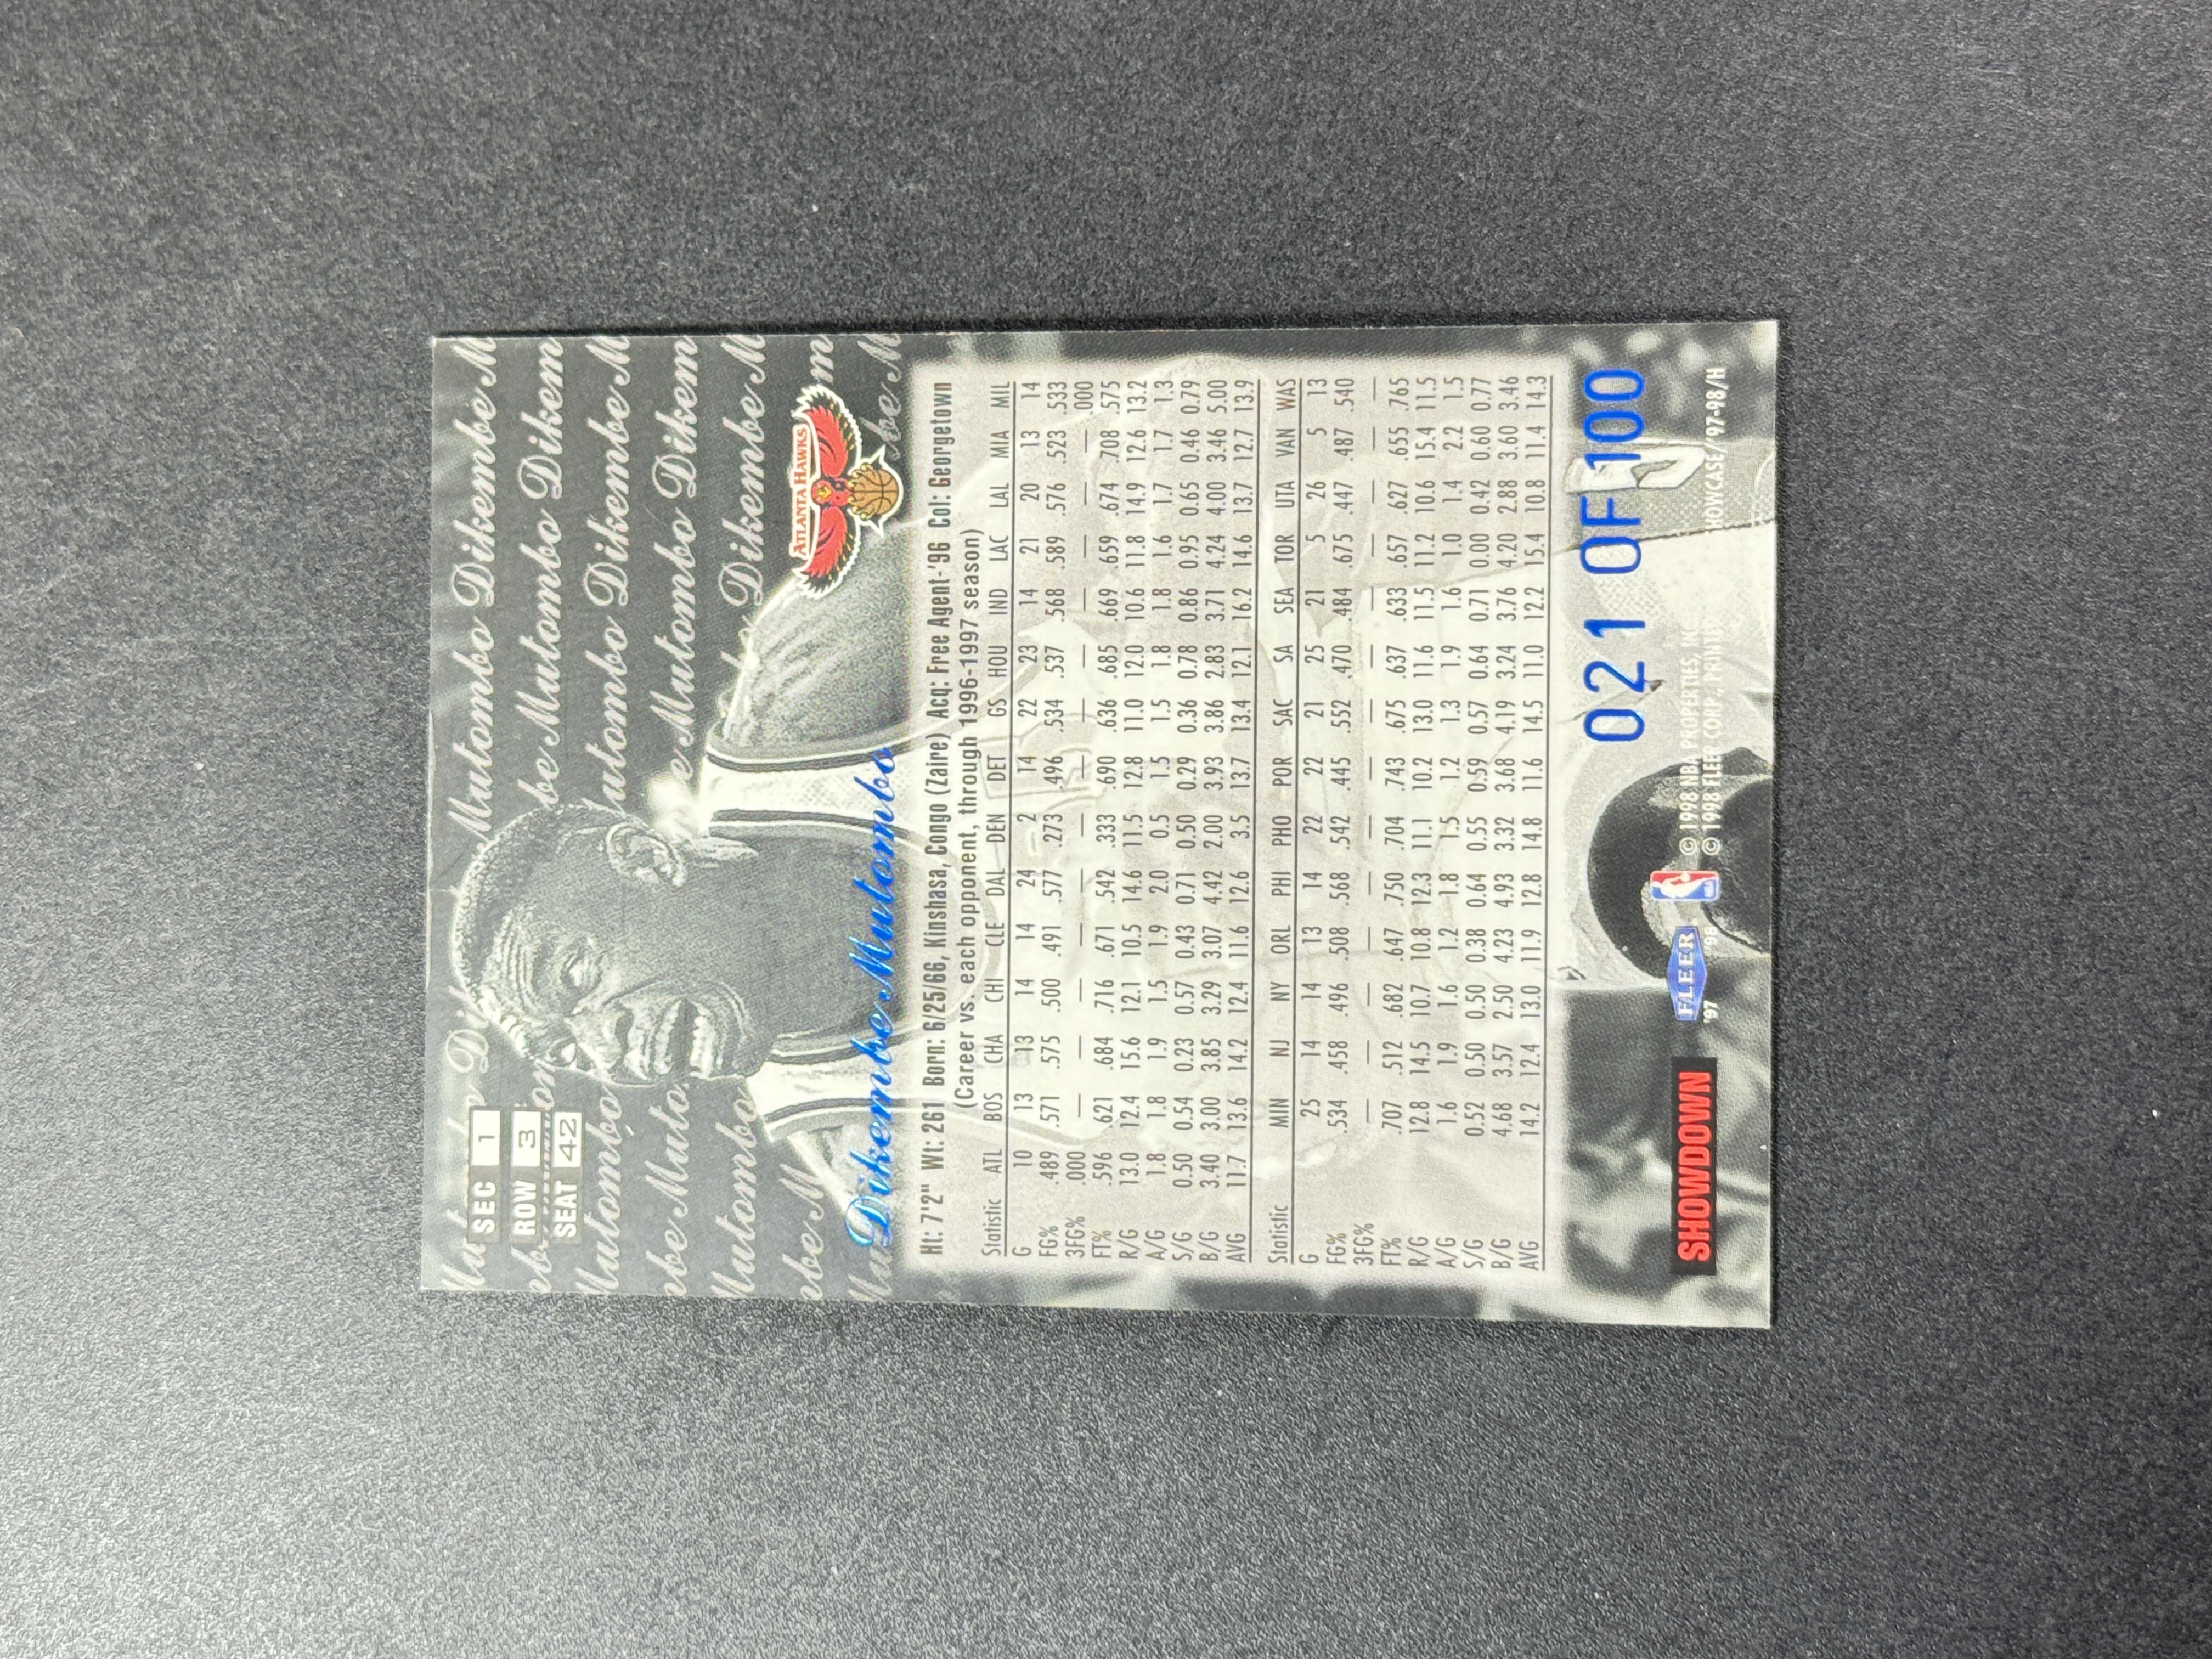 Mutombo Dikembe M
be Mutombo Dikem
Mutombo Dikembe M
be Mutombo Dikem
SEC 1
ROW 3
SEAT 42
ATLANTA HAWKS
Dikembe Mutombo
Ht: 7'2" Wt: 261 Born: 6/25/66, Kinshasa, Congo (Zaire) Acq: Free Agent-'96 Col: Georgetown
(Career vs. each opponent, through 1996-1997 season)
Statistic ATL BOS CHA CHI CLE DAL DEN DET GS HOU IND LAC LAL MIA MIL
G 10 13 13 14 14 24 2 14 22 23 14 21 20 13 14
FG% .489 .571 .575 .500 .491 .577 .273 .496 .534 .537 .568 .589 .576 .523 .533
3FG% .000 — — — — — — — — — — — — — .000
FT% .596 .621 .684 .716 .671 .542 .333 .690 .636 .685 .669 .659 .674 .708 .575
R/G 13.0 12.4 15.6 12.1 10.5 14.6 11.5 12.8 11.0 12.0 10.6 11.8 14.9 12.6 13.2
A/G 1.8 1.8 1.9 1.5 1.9 2.0 0.5 1.5 1.5 1.8 1.8 1.6 1.7 1.7 1.3
S/G 0.50 0.54 0.23 0.57 0.43 0.71 0.50 0.29 0.36 0.78 0.86 0.95 0.65 0.46 0.79
B/G 3.40 3.00 3.85 3.29 3.07 4.42 2.00 3.93 3.86 2.83 3.71 4.24 4.00 3.46 5.00
AVG 11.7 13.6 14.2 12.4 11.6 12.6 3.5 13.7 13.4 12.1 16.2 14.6 13.7 12.7 13.9
Statistic MIN NJ NY ORL PHI PHO POR SAC SA SEA TOR UTA VAN WAS
G 25 14 14 13 14 22 22 21 25 21 5 26 5 13
FG% .534 .458 .496 .508 .568 .542 .445 .552 .470 .484 .675 .447 .487 .540
3FG% — — — — — — — — — — — — — —
FT% .707 .512 .682 .647 .750 .704 .743 .675 .637 .633 .657 .627 .655 .765
R/G 12.8 14.5 10.7 10.8 12.3 11.1 10.2 13.0 11.6 11.5 11.2 10.6 15.4 11.5
A/G 1.6 1.9 1.6 1.2 1.8 1.5 1.2 1.3 1.9 1.6 1.0 1.4 2.2 1.5
S/G 0.52 0.50 0.50 0.38 0.64 0.55 0.59 0.57 0.64 0.71 0.00 0.42 0.60 0.77
B/G 4.68 3.57 2.50 4.23 4.93 3.32 3.68 4.19 3.24 3.76 4.20 2.88 3.60 3.46
AVG 14.2 12.4 13.0 11.9 12.8 14.8 11.6 14.5 11.0 12.2 15.4 10.8 11.4 14.3
021 OF 100
SHOWDOWN
FLEER
'97 '98
© 1998 NBA PROPERTIES, INC.
© 1998 FLEER CORP., SHOWCASE/'97-98/H